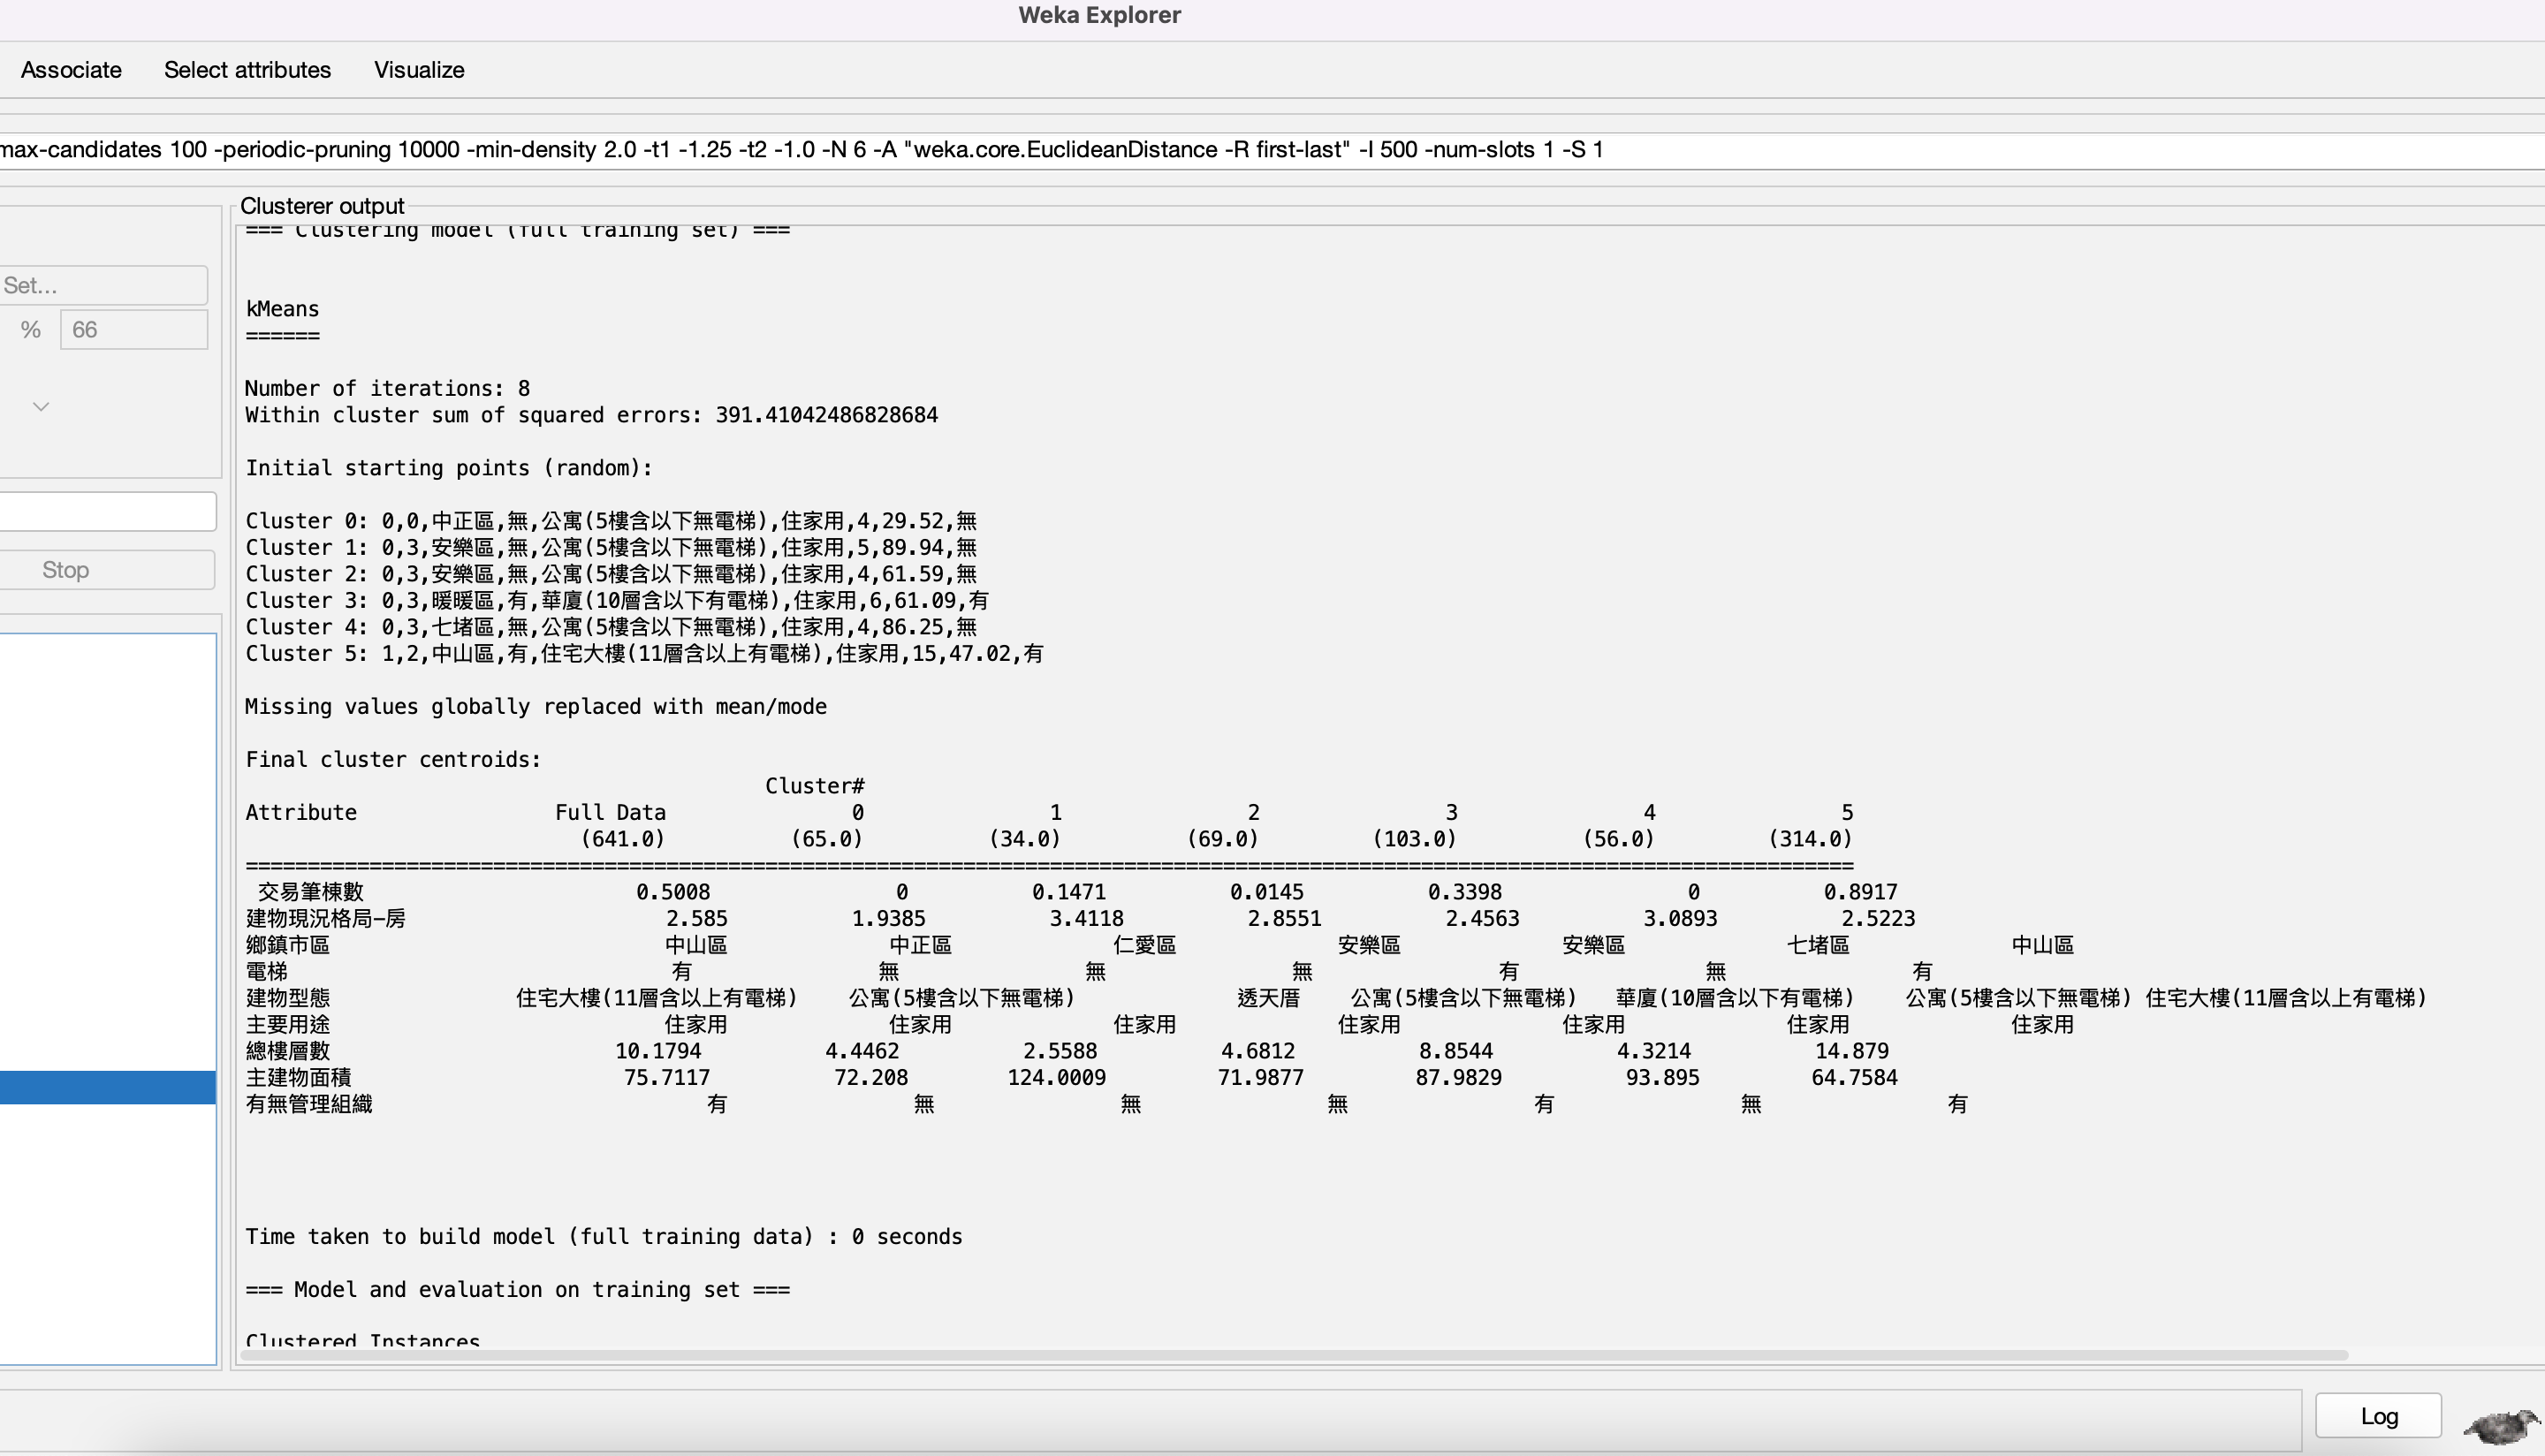 Weka Explorer
Associate Select attributes Visualize
max-candidates 100 -periodic-pruning 10000 -min-density 2.0 -t1 -1.25 -t2 -1.0 -N 6 -A "weka.core.EuclideanDistance -R first-last" -I 500 -num-slots 1 -S 1
Clusterer output
=== Clustering model (full training set) ===
Set...
% 66
Stop
kMeans
======
Number of iterations: 8
Within cluster sum of squared errors: 391.41042486828684
Initial starting points (random):
Cluster 0: 0,0,中正區,無,公寓(5樓含以下無電梯),住家用,4,29.52,無
Cluster 1: 0,3,安樂區,無,公寓(5樓含以下無電梯),住家用,5,89.94,無
Cluster 2: 0,3,安樂區,無,公寓(5樓含以下無電梯),住家用,4,61.59,無
Cluster 3: 0,3,暖暖區,有,華廈(10層含以下有電梯),住家用,6,61.09,有
Cluster 4: 0,3,七堵區,無,公寓(5樓含以下無電梯),住家用,4,86.25,無
Cluster 5: 1,2,中山區,有,住宅大樓(11層含以上有電梯),住家用,15,47.02,有
Missing values globally replaced with mean/mode
Final cluster centroids:
Cluster#
Attribute Full Data 0 1 2 3 4 5
(641.0) (65.0) (34.0) (69.0) (103.0) (56.0) (314.0)
==================================================================================================================================
交易筆棟數 0.5008 0 0.1471 0.0145 0.3398 0 0.8917
建物現況格局-房 2.585 1.9385 3.4118 2.8551 2.4563 3.0893 2.5223
鄉鎮市區 中山區 中正區 仁愛區 安樂區 安樂區 七堵區 中山區
電梯 有 無 無 無 有 無 有
建物型態 住宅大樓(11層含以上有電梯) 公寓(5樓含以下無電梯) 透天厝 公寓(5樓含以下無電梯) 華廈(10層含以下有電梯) 公寓(5樓含以下無電梯) 住宅大樓(11層含以上有電梯)
主要用途 住家用 住家用 住家用 住家用 住家用 住家用 住家用
總樓層數 10.1794 4.4462 2.5588 4.6812 8.8544 4.3214 14.879
主建物面積 75.7117 72.208 124.0009 71.9877 87.9829 93.895 64.7584
有無管理組織 有 無 無 無 有 無 有
Time taken to build model (full training data) : 0 seconds
=== Model and evaluation on training set ===
Clustered Instances
Log